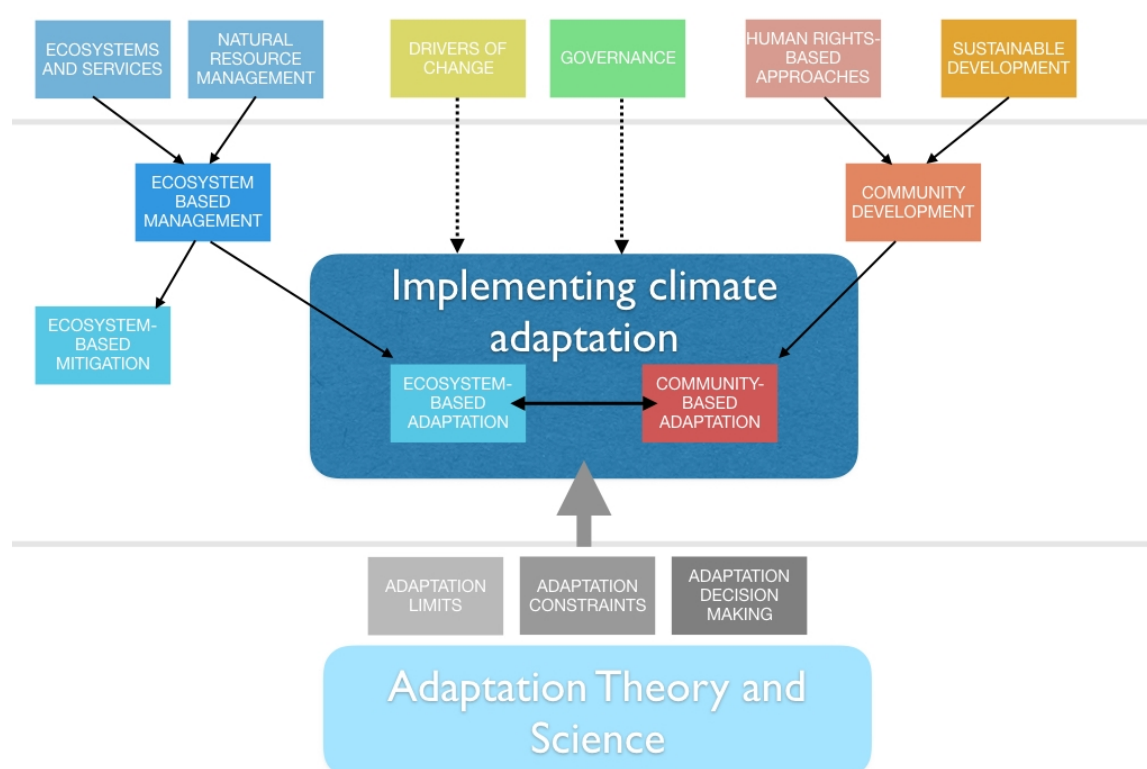 ECOSYSTEMS
AND SERVICES
NATURAL
RESOURCE
MANAGEMENT
DRIVERS OF
CHANGE
GOVERNANCE
HUMAN RIGHTS-
BASED
APPROACHES
SUSTAINABLE
DEVELOPMENT
ECOSYSTEM
BASED
MANAGEMENT
COMMUNITY
DEVELOPMENT
Implementing climate
adaptation
ECOSYSTEM-
BASED
MITIGATION
ECOSYSTEM-
BASED
ADAPTATION
COMMUNITY-
BASED
ADAPTATION
ADAPTATION
LIMITS
ADAPTATION
CONSTRAINTS
ADAPTATION
DECISION
MAKING
Adaptation Theory and
Science